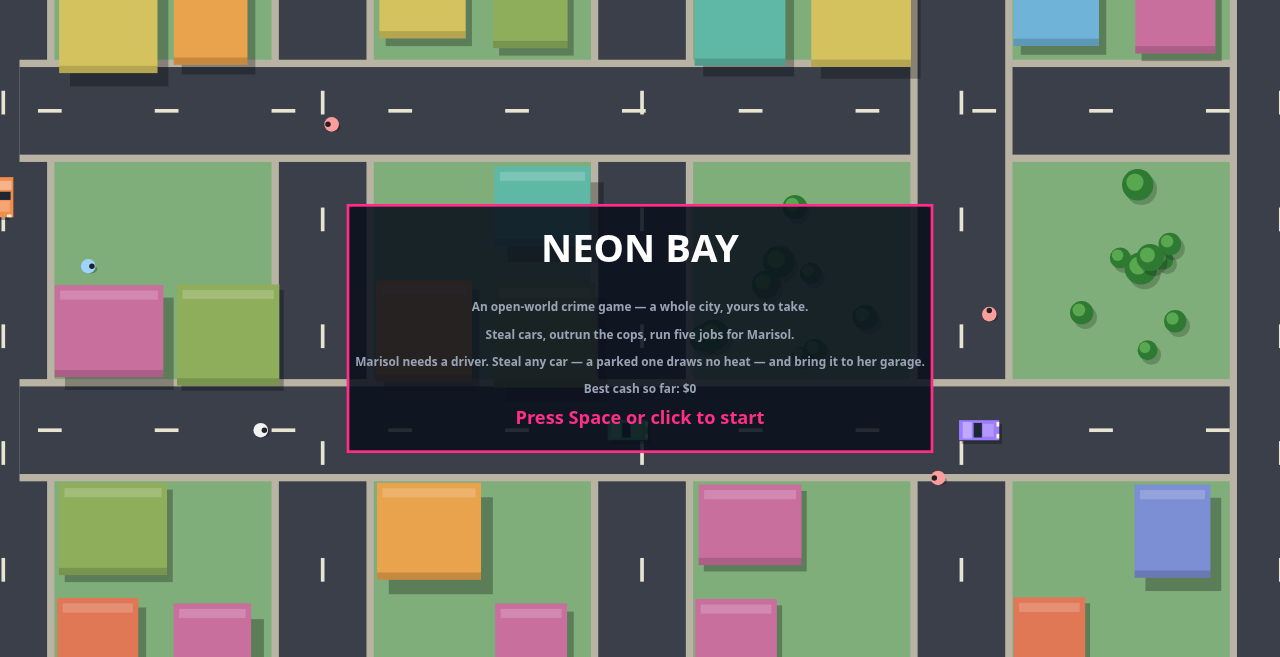 NEON BAY
An open-world crime game — a whole city, yours to take.
Steal cars, outrun the cops, run five jobs for Marisol.
Marisol needs a driver. Steal any car — a parked one draws no heat — and bring it to her garage.
Best cash so far: $0
Press Space or click to start